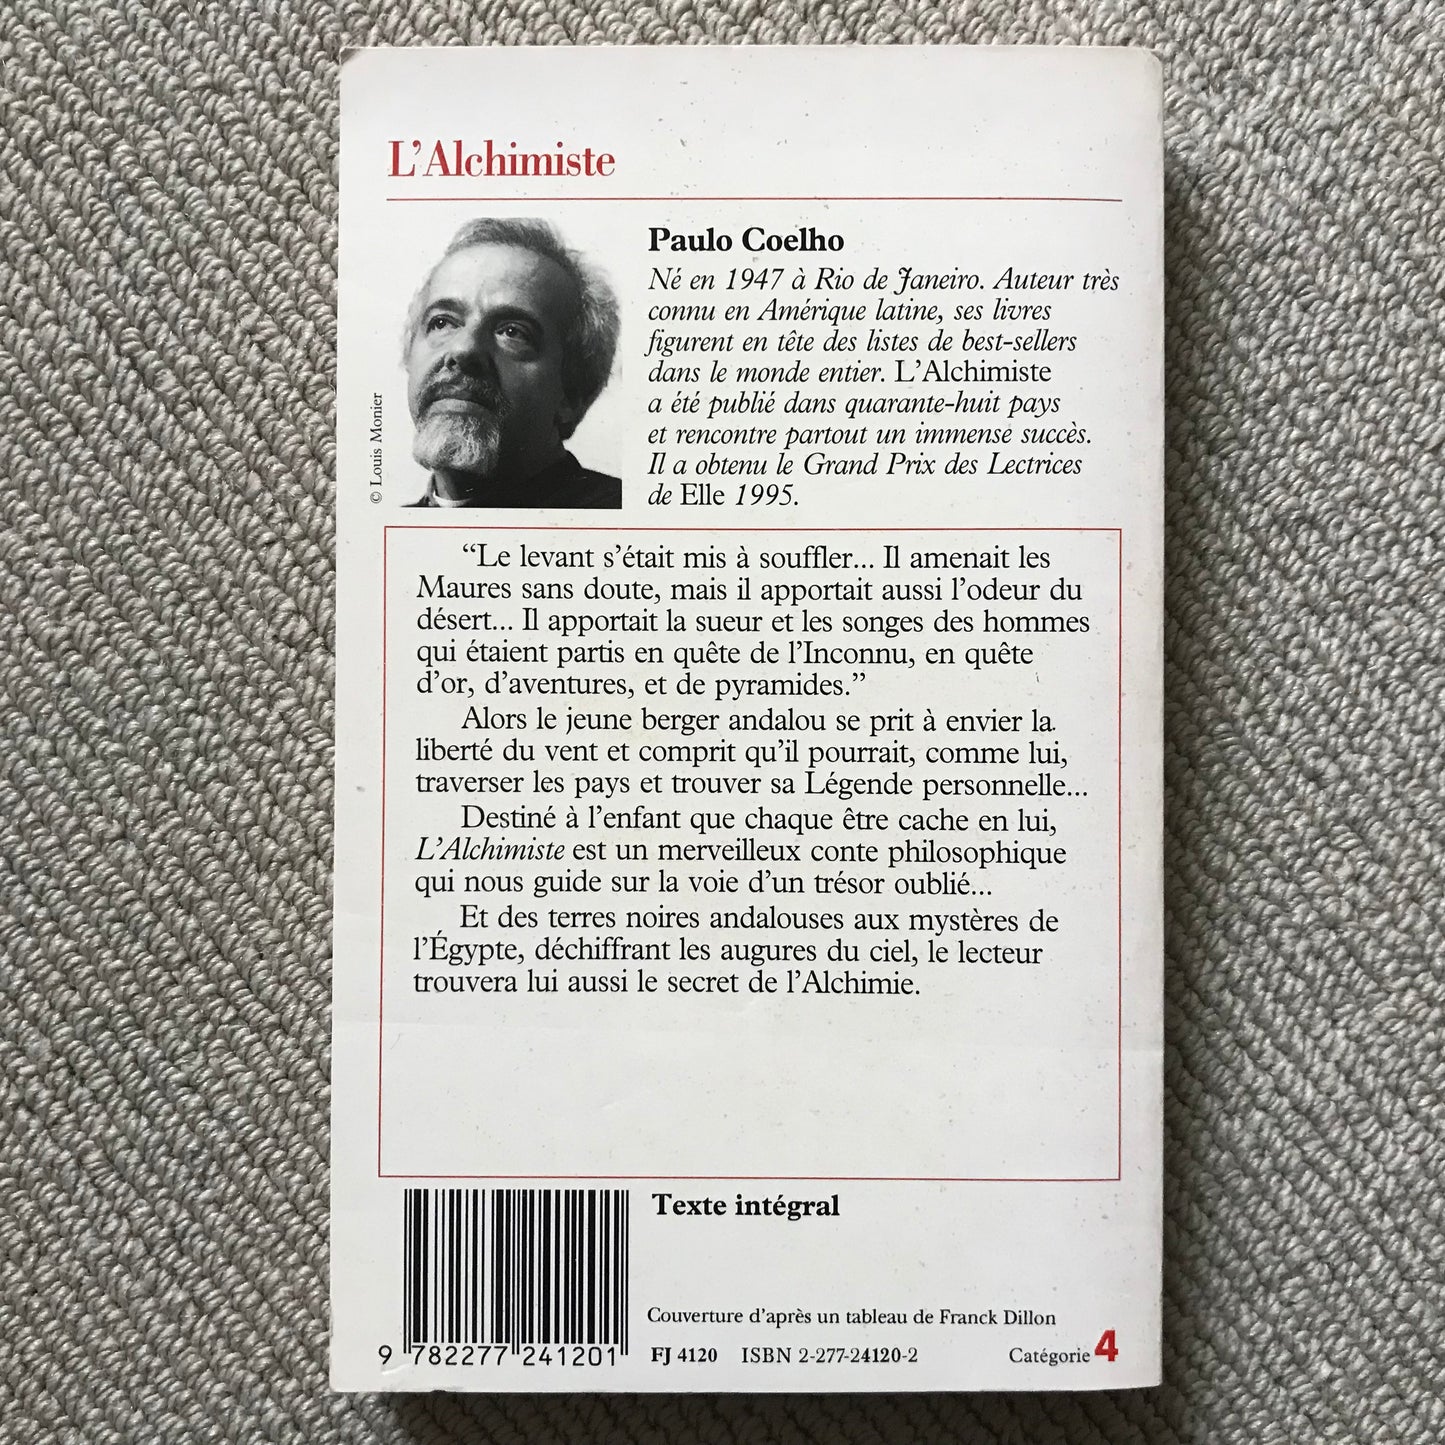 L'Alchimiste
Paulo Coelho
Né en 1947 à Rio de Janeiro. Auteur très
connu en Amérique latine, ses livres
figurent en tête des listes de best-sellers
dans le monde entier. L'Alchimiste
a été publié dans quarante-huit pays
et rencontre partout un immense succès.
Il a obtenu le Grand Prix des Lectrices
de Elle 1995.
© Louis Monier
“Le levant s'était mis à souffler... Il amenait les
Maures sans doute, mais il apportait aussi l'odeur du
désert... Il apportait la sueur et les songes des hommes
qui étaient partis en quête de l'Inconnu, en quête
d'or, d'aventures, et de pyramides.”
Alors le jeune berger andalou se prit à envier la
liberté du vent et comprit qu'il pourrait, comme lui,
traverser les pays et trouver sa Légende personnelle...
Destiné à l'enfant que chaque être cache en lui,
L'Alchimiste est un merveilleux conte philosophique
qui nous guide sur la voie d'un trésor oublié...
Et des terres noires andalouses aux mystères de
l'Égypte, déchiffrant les augures du ciel, le lecteur
trouvera lui aussi le secret de l'Alchimie.
Texte intégral
Couverture d'après un tableau de Franck Dillon
9 782277 241201
FJ 4120 ISBN 2-277-24120-2
Catégorie 4